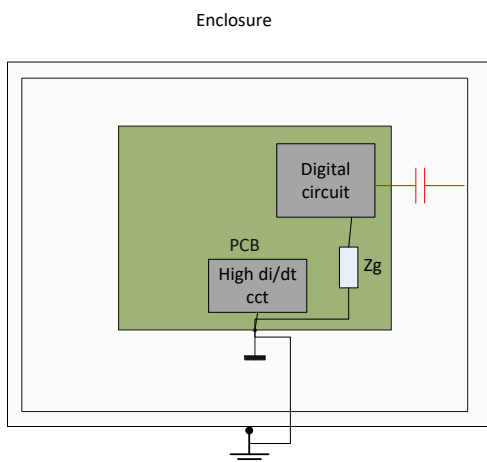 Enclosure
Digital
circuit
PCB
Zg
High di/dt
cct